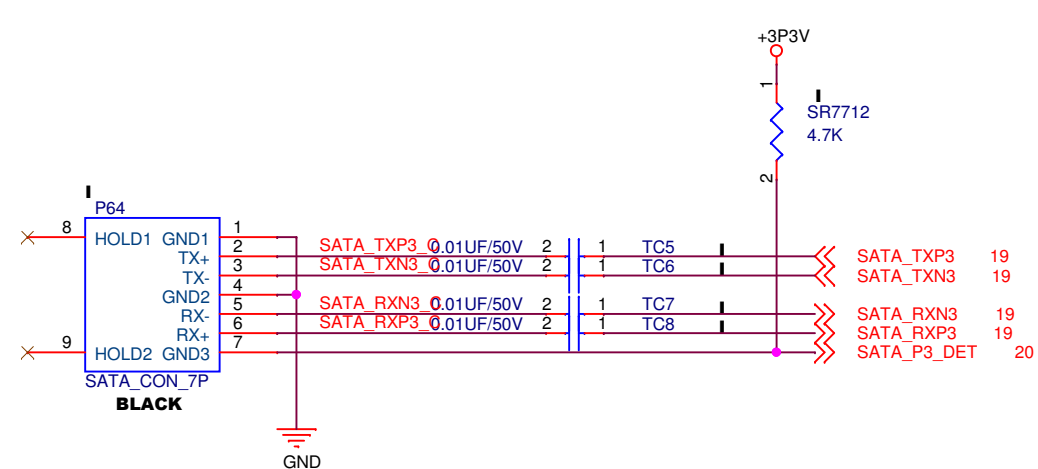 +3P3V
1
I
SR7712
4.7K
2
I
P64
8
HOLD1 GND1
1
TX+
2
SATA_TXP3_C
0.01UF/50V
2
1
TC5
I
SATA_TXP3
19
TX-
3
SATA_TXN3_C
0.01UF/50V
2
1
TC6
I
SATA_TXN3
19
GND2
4
RX-
5
SATA_RXN3_C
0.01UF/50V
2
1
TC7
I
SATA_RXN3
19
RX+
6
SATA_RXP3_C
0.01UF/50V
2
1
TC8
I
SATA_RXP3
19
9
HOLD2 GND3
7
SATA_P3_DET
20
SATA_CON_7P
BLACK
GND